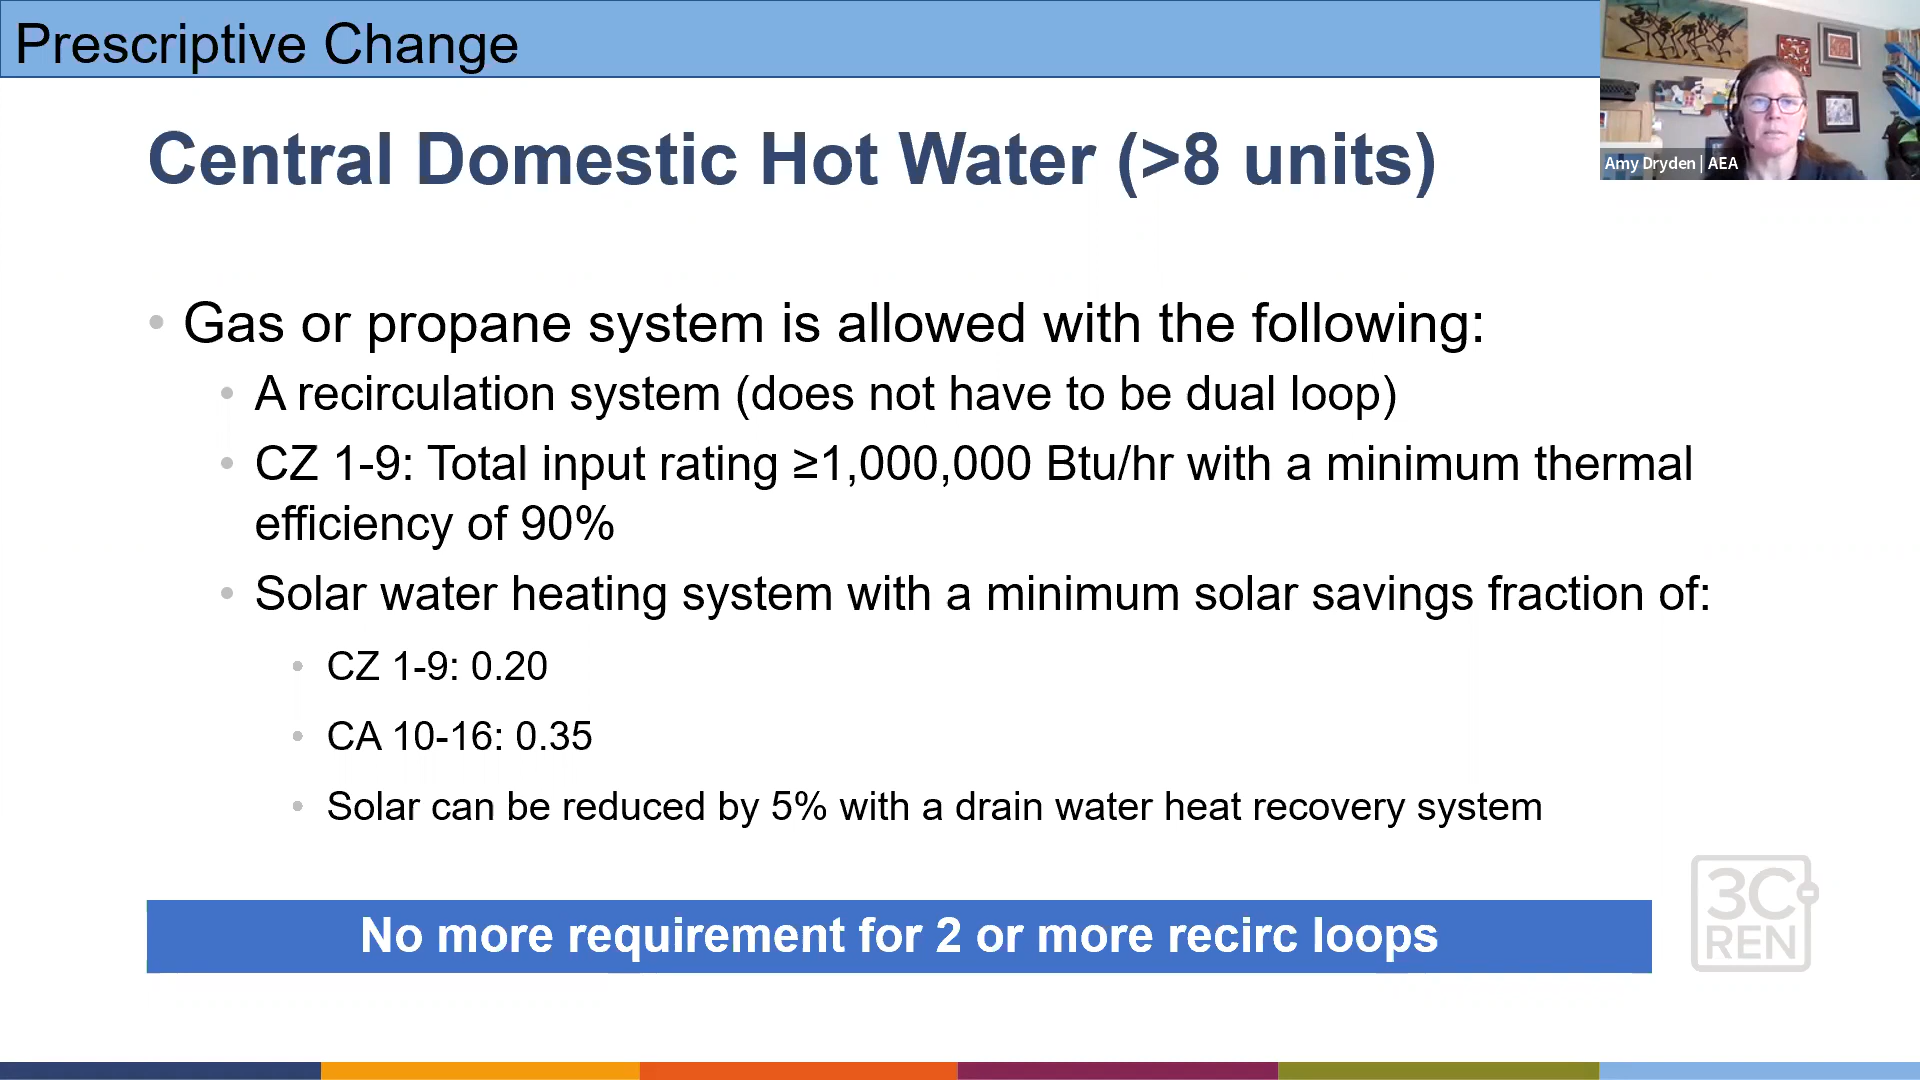 Prescriptive Change
Amy Dryden | AEA
Central Domestic Hot Water (>8 units)
• Gas or propane system is allowed with the following:
• A recirculation system (does not have to be dual loop)
• CZ 1-9: Total input rating ≥1,000,000 Btu/hr with a minimum thermal
efficiency of 90%
• Solar water heating system with a minimum solar savings fraction of:
• CZ 1-9: 0.20
• CA 10-16: 0.35
• Solar can be reduced by 5% with a drain water heat recovery system
No more requirement for 2 or more recirc loops
3C
REN